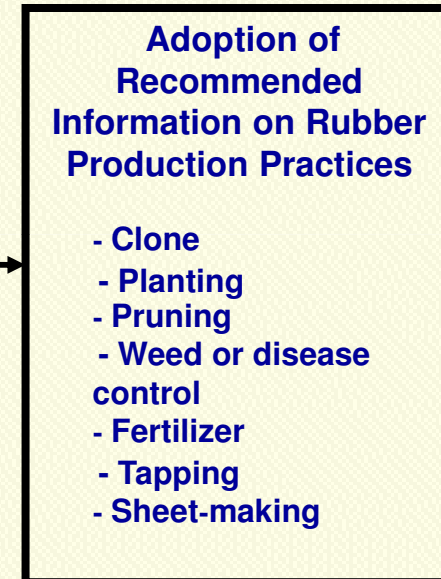 Adoption of
Recommended
Information on Rubber
Production Practices
- Clone
- Planting
- Pruning
- Weed or disease
control
- Fertilizer
- Tapping
- Sheet-making